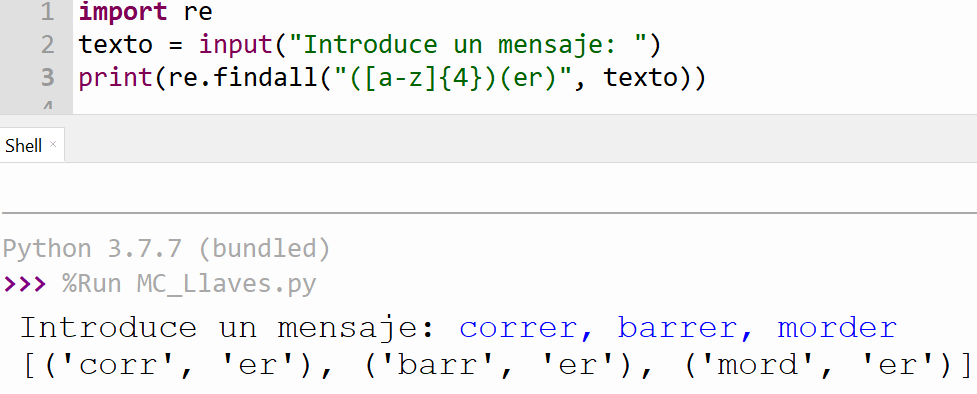 1 import re
2 texto = input("Introduce un mensaje: ")
3 print(re.findall("([a-z]{4})(er)", texto))
4
Shell ×
Python 3.7.7 (bundled)
>>> %Run MC_Llaves.py
Introduce un mensaje: correr, barrer, morder
[('corr', 'er'), ('barr', 'er'), ('mord', 'er')]